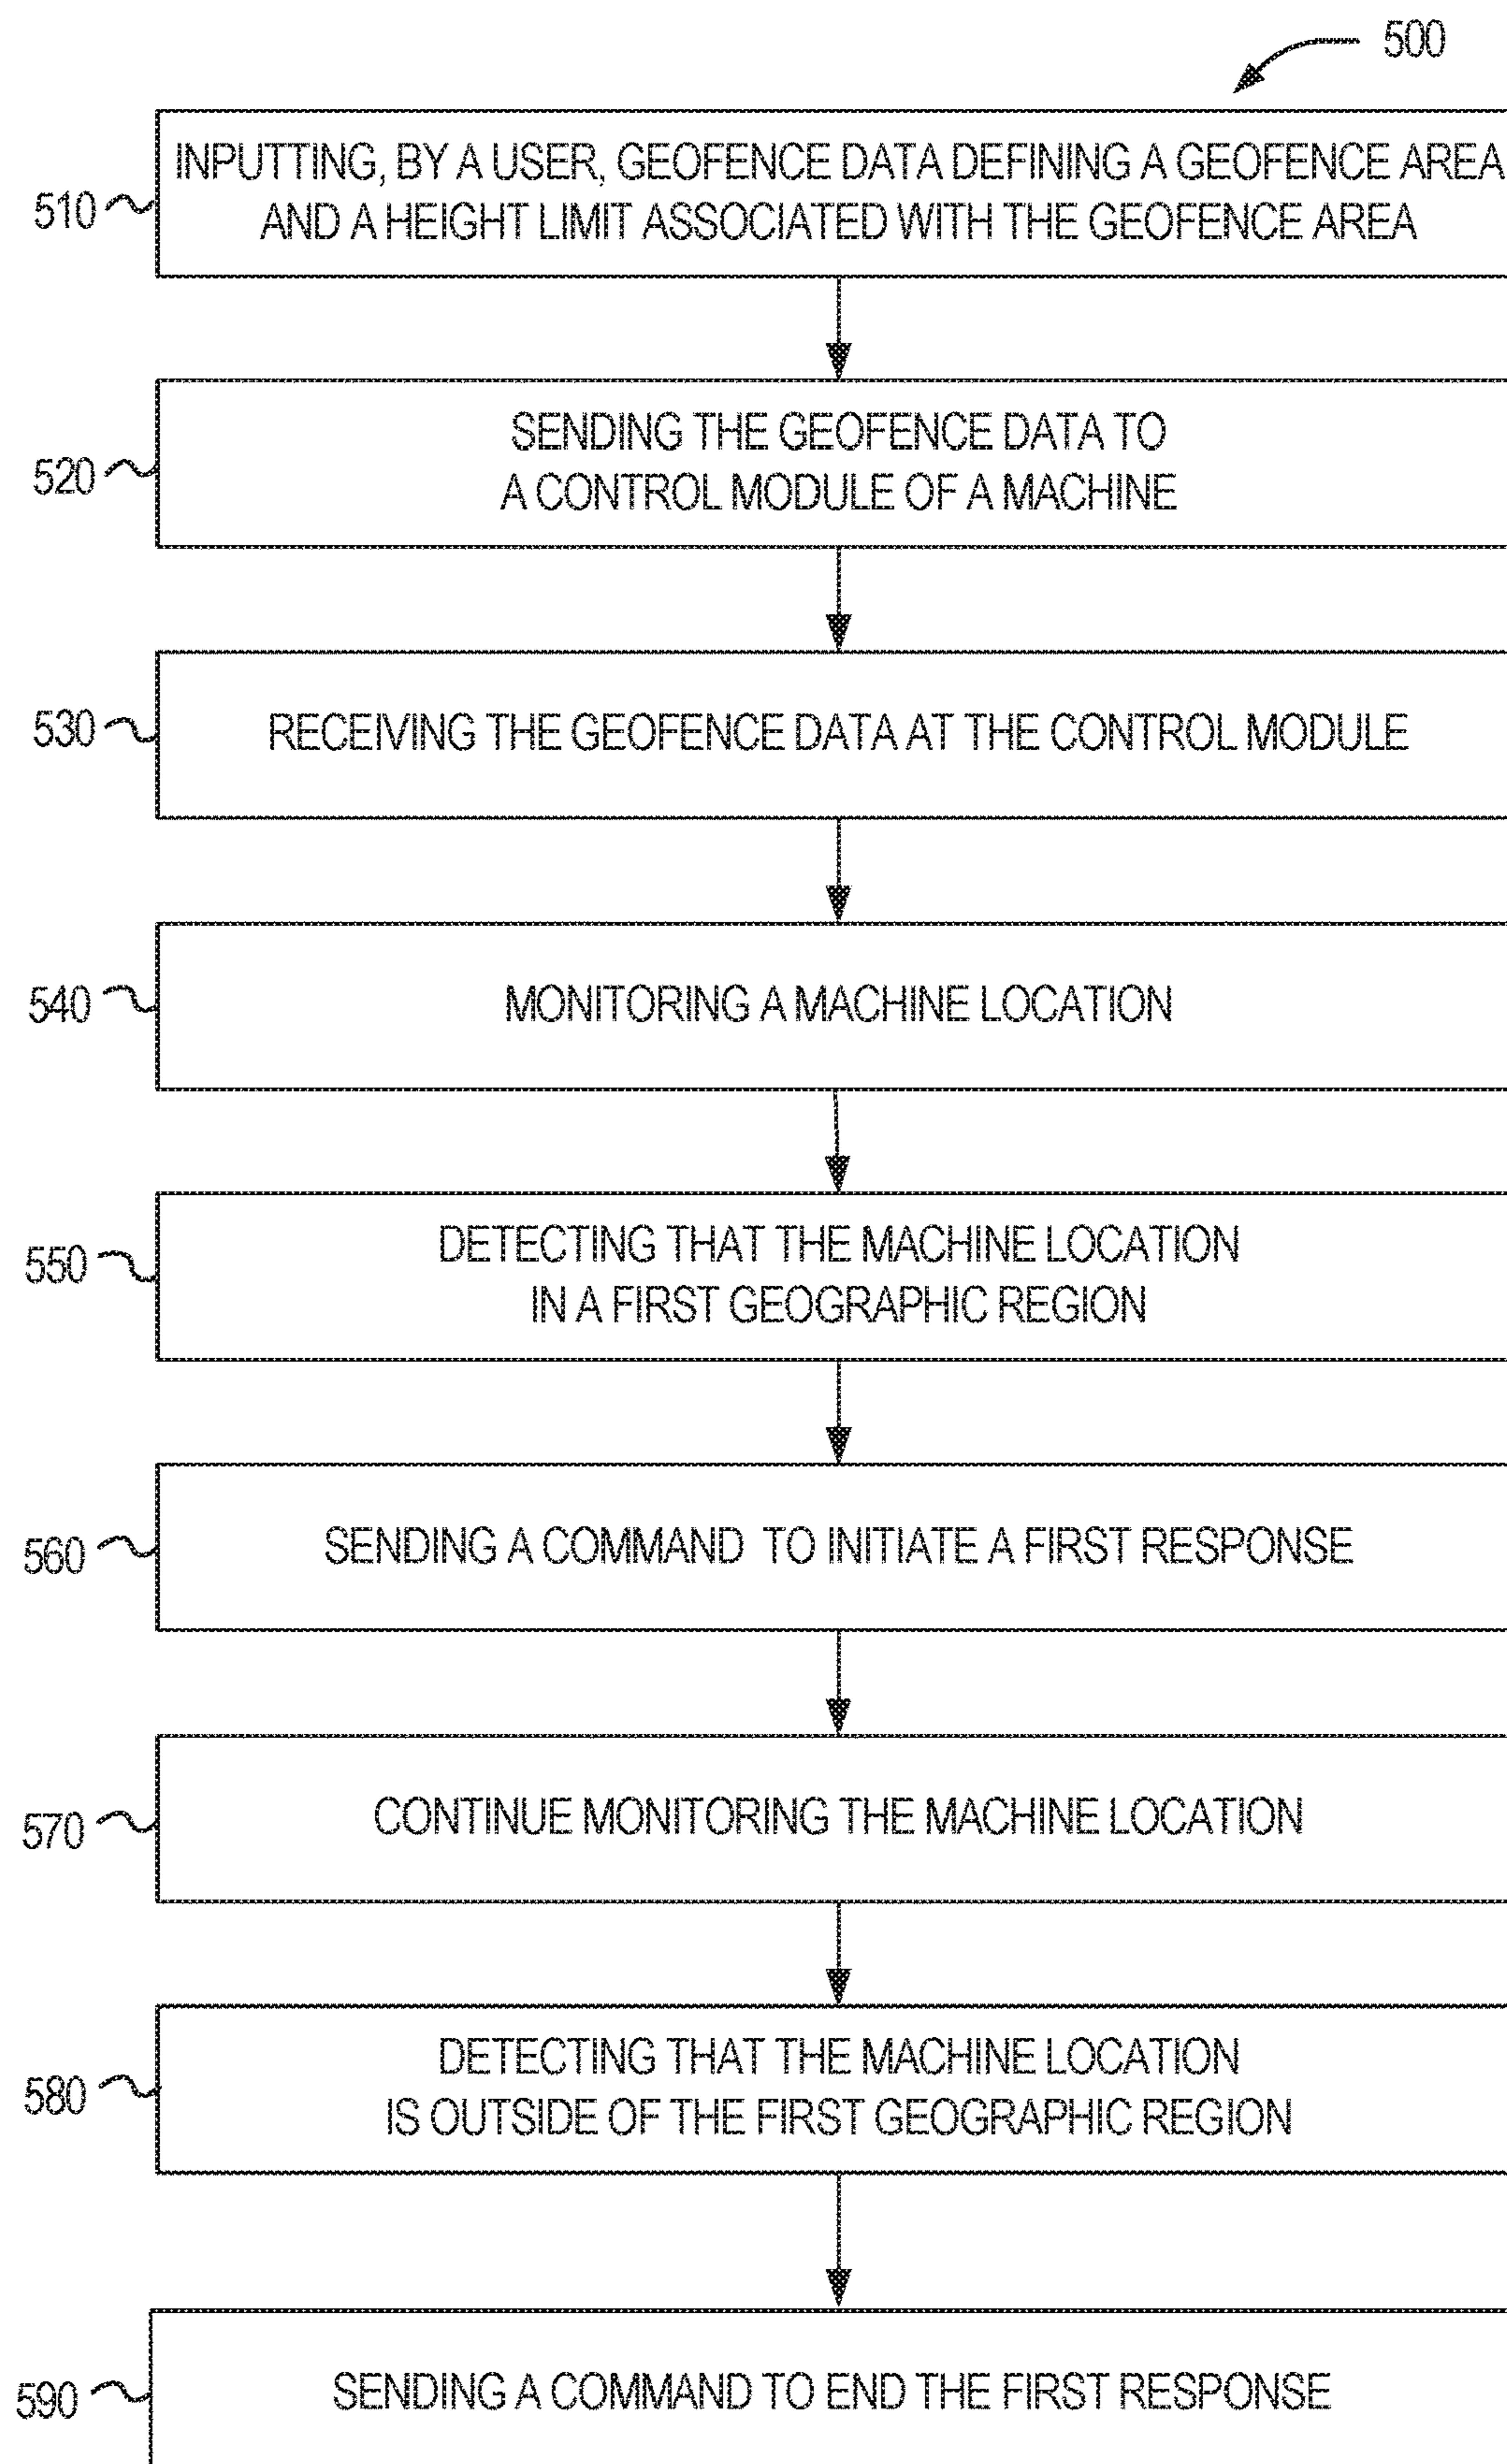 500
510
INPUTTING, BY A USER, GEOFENCE DATA DEFINING A GEOFENCE AREA
AND A HEIGHT LIMIT ASSOCIATED WITH THE GEOFENCE AREA
520
SENDING THE GEOFENCE DATA TO
A CONTROL MODULE OF A MACHINE
530
RECEIVING THE GEOFENCE DATA AT THE CONTROL MODULE
540
MONITORING A MACHINE LOCATION
550
DETECTING THAT THE MACHINE LOCATION
IN A FIRST GEOGRAPHIC REGION
560
SENDING A COMMAND TO INITIATE A FIRST RESPONSE
570
CONTINUE MONITORING THE MACHINE LOCATION
580
DETECTING THAT THE MACHINE LOCATION
IS OUTSIDE OF THE FIRST GEOGRAPHIC REGION
590
SENDING A COMMAND TO END THE FIRST RESPONSE